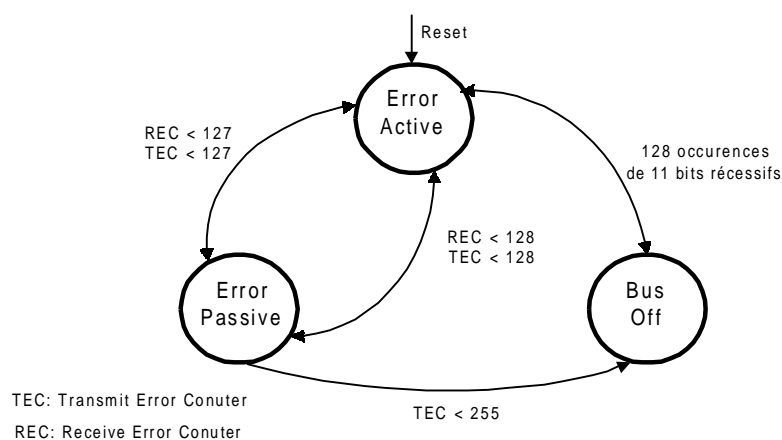 Reset
Error
Active
REC < 127
TEC < 127
128 occurences
de 11 bits récessifs
REC < 128
TEC < 128
Error
Passive
Bus
Off
TEC: Transmit Error Conuter
TEC < 255
REC: Receive Error Conuter